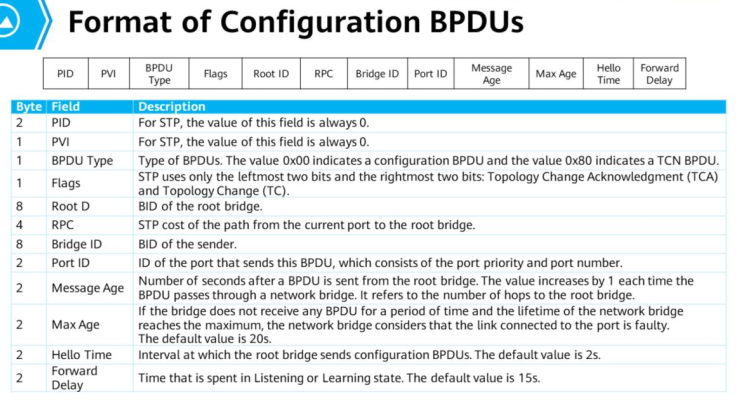 Format of Configuration BPDUs
PID PVI BPDU Type Flags Root ID RPC Bridge ID Port ID Message Age Max Age Hello Time Forward Delay
Byte Field Description
2 PID For STP, the value of this field is always 0.
1 PVI For STP, the value of this field is always 0.
1 BPDU Type Type of BPDUs. The value 0x00 indicates a configuration BPDU and the value 0x80 indicates a TCN BPDU.
1 Flags STP uses only the leftmost two bits and the rightmost two bits: Topology Change Acknowledgment (TCA)
and Topology Change (TC).
8 Root D BID of the root bridge.
4 RPC STP cost of the path from the current port to the root bridge.
8 Bridge ID BID of the sender.
2 Port ID ID of the port that sends this BPDU, which consists of the port priority and port number.
2 Message Age Number of seconds after a BPDU is sent from the root bridge. The value increases by 1 each time the
BPDU passes through a network bridge. It refers to the number of hops to the root bridge.
2 Max Age If the bridge does not receive any BPDU for a period of time and the lifetime of the network bridge
reaches the maximum, the network bridge considers that the link connected to the port is faulty.
The default value is 20s.
2 Hello Time Interval at which the root bridge sends configuration BPDUs. The default value is 2s.
2 Forward Delay Time that is spent in Listening or Learning state. The default value is 15s.